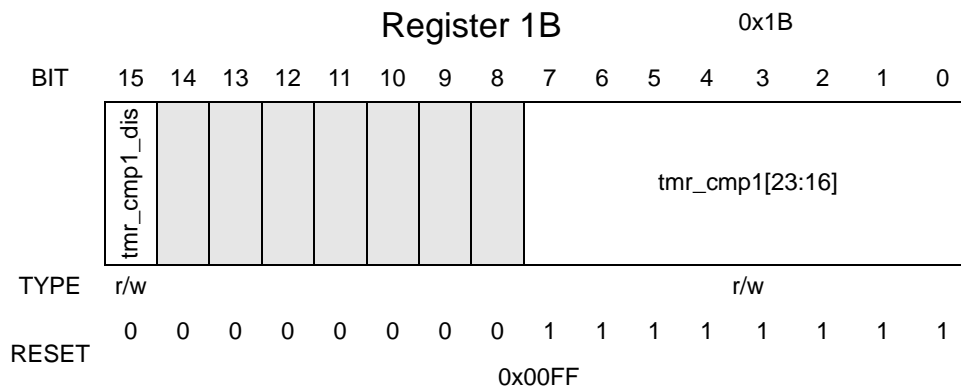 Register 1B 0x1B
BIT 15 14 13 12 11 10 9 8 7 6 5 4 3 2 1 0
tmr_cmp1_dis
tmr_cmp1[23:16]
TYPE r/w r/w
RESET 0 0 0 0 0 0 0 0 1 1 1 1 1 1 1 1
0x00FF